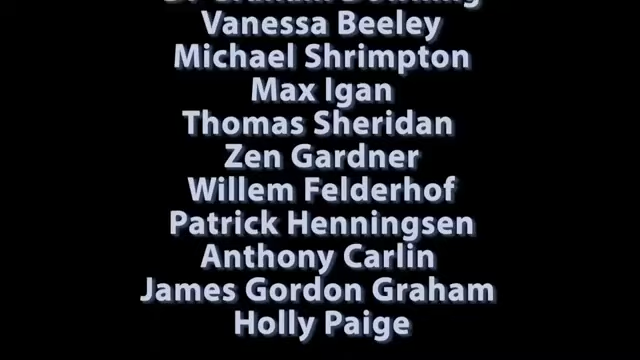 Vanessa Beeley
Michael Shrimpton
Max Igan
Thomas Sheridan
Zen Gardner
Willem Felderhof
Patrick Henningsen
Anthony Carlin
James Gordon Graham
Holly Paige